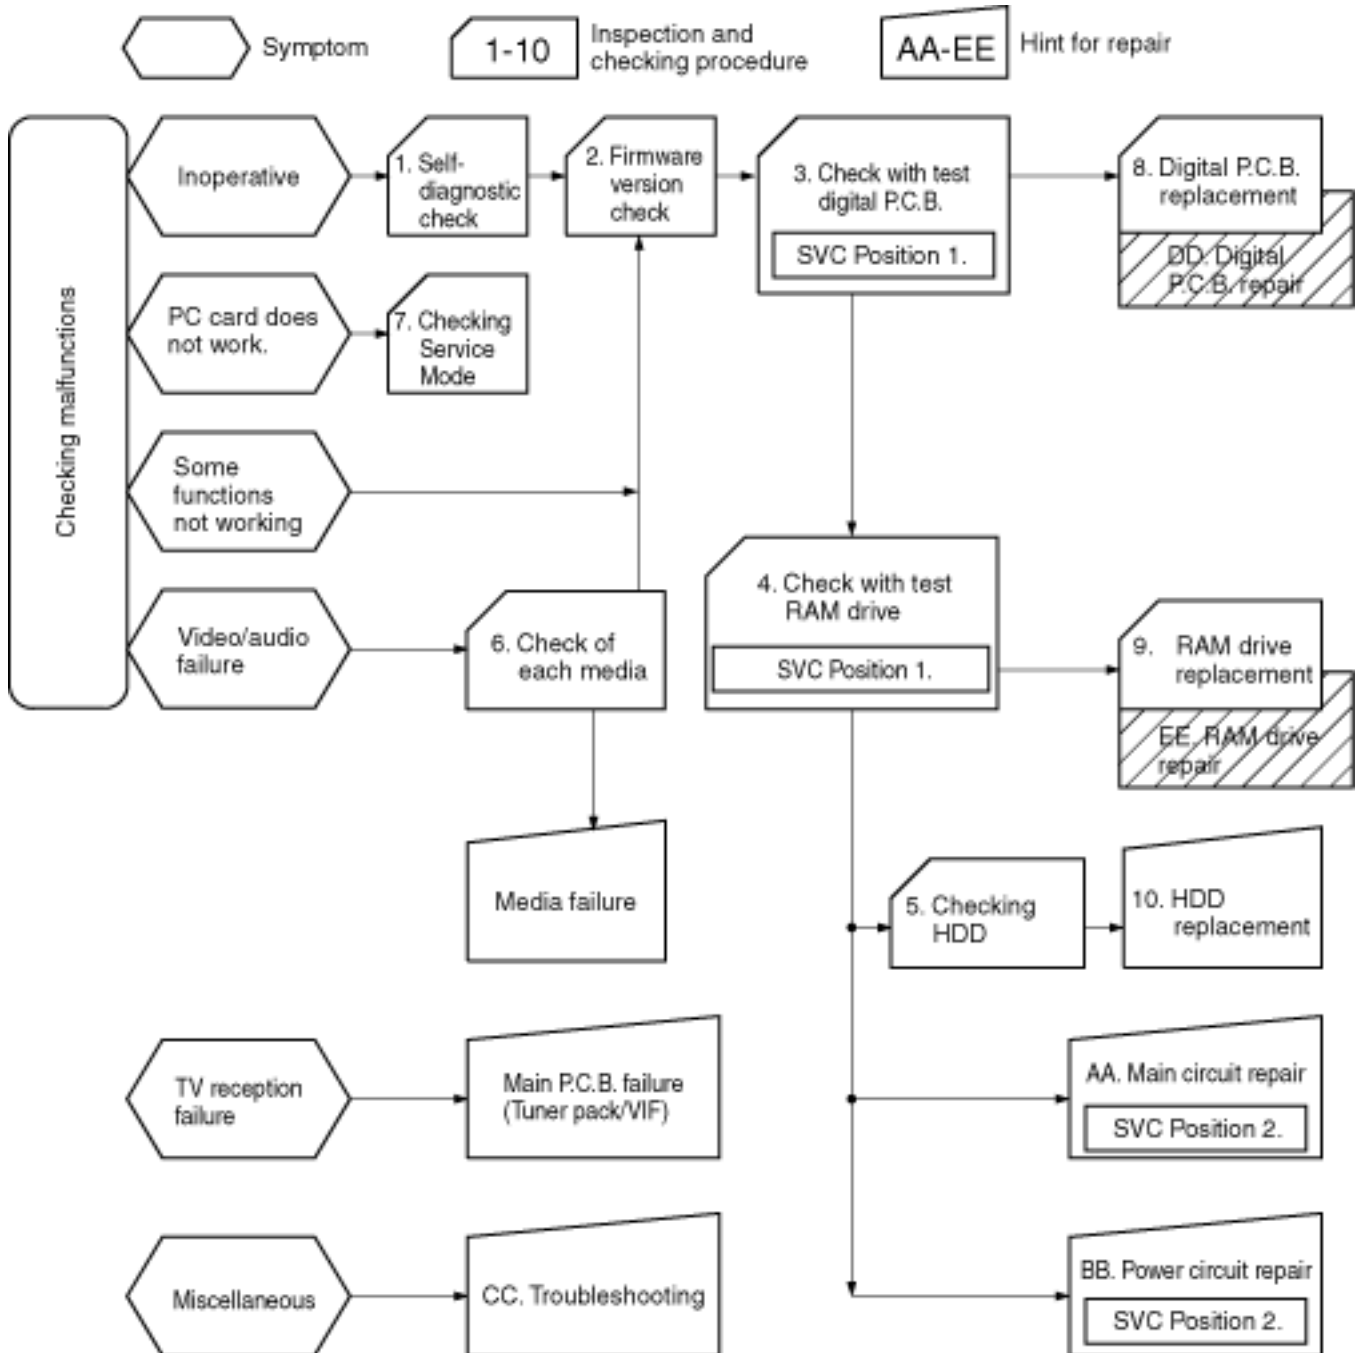 Symptom
1-10
Inspection and
checking procedure
AA-EE
Hint for repair
Checking malfunctions
Inoperative
1. Self-
diagnostic
check
2. Firmware
version
check
3. Check with test
digital P.C.B.
SVC Position 1.
8. Digital P.C.B.
replacement
DD. Digital
P.C.B. repair
PC card does
not work.
7. Checking
Service
Mode
Some
functions
not working
Video/audio
failure
6. Check of
each media
4. Check with test
RAM drive
SVC Position 1.
9. RAM drive
replacement
EE. RAM drive
repair
Media failure
5. Checking
HDD
10. HDD
replacement
TV reception
failure
Main P.C.B. failure
(Tuner pack/VIF)
AA. Main circuit repair
SVC Position 2.
Miscellaneous
CC. Troubleshooting
BB. Power circuit repair
SVC Position 2.